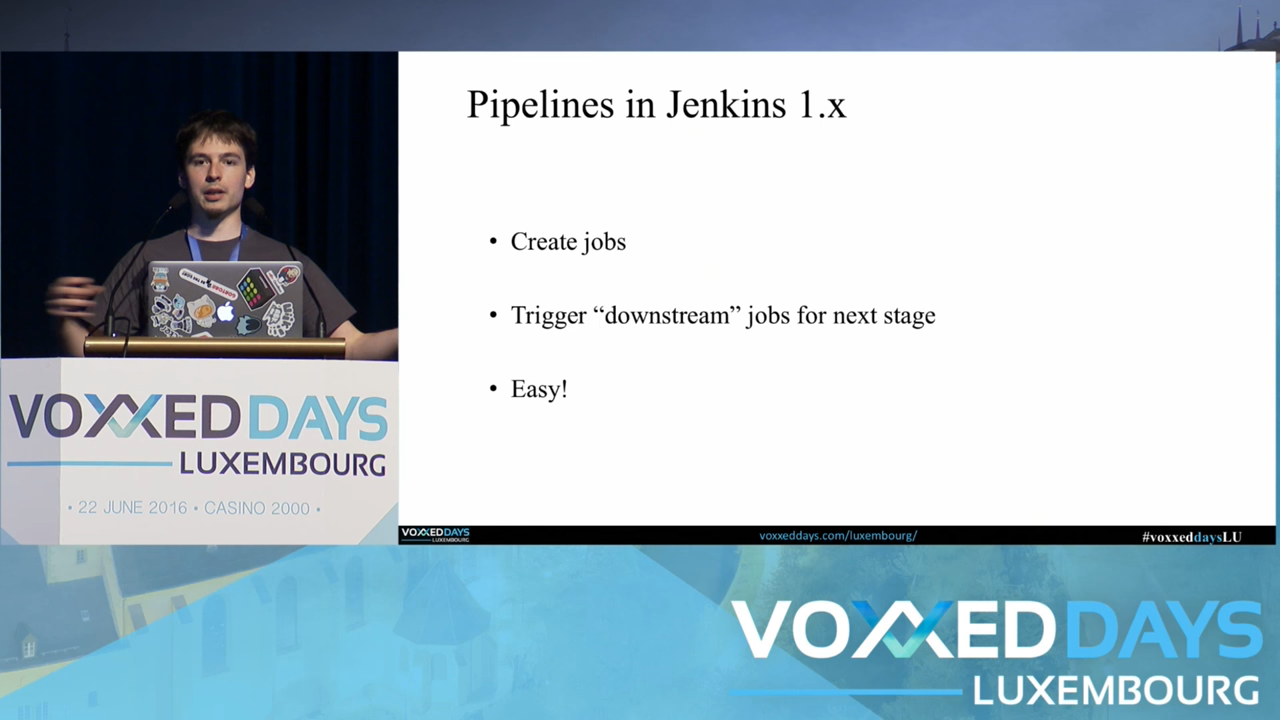 Pipelines in Jenkins 1.x
• Create jobs
• Trigger “downstream” jobs for next stage
• Easy!
VOXXED DAYS
LUXEMBOURG
• 22 JUNE 2016 • CASINO 2000 •
VOXXED DAYS
LUXEMBOURG
voxxeddays.com/luxembourg/
#voxxeddaysLU
VOXXED DAYS
LUXEMBOURG